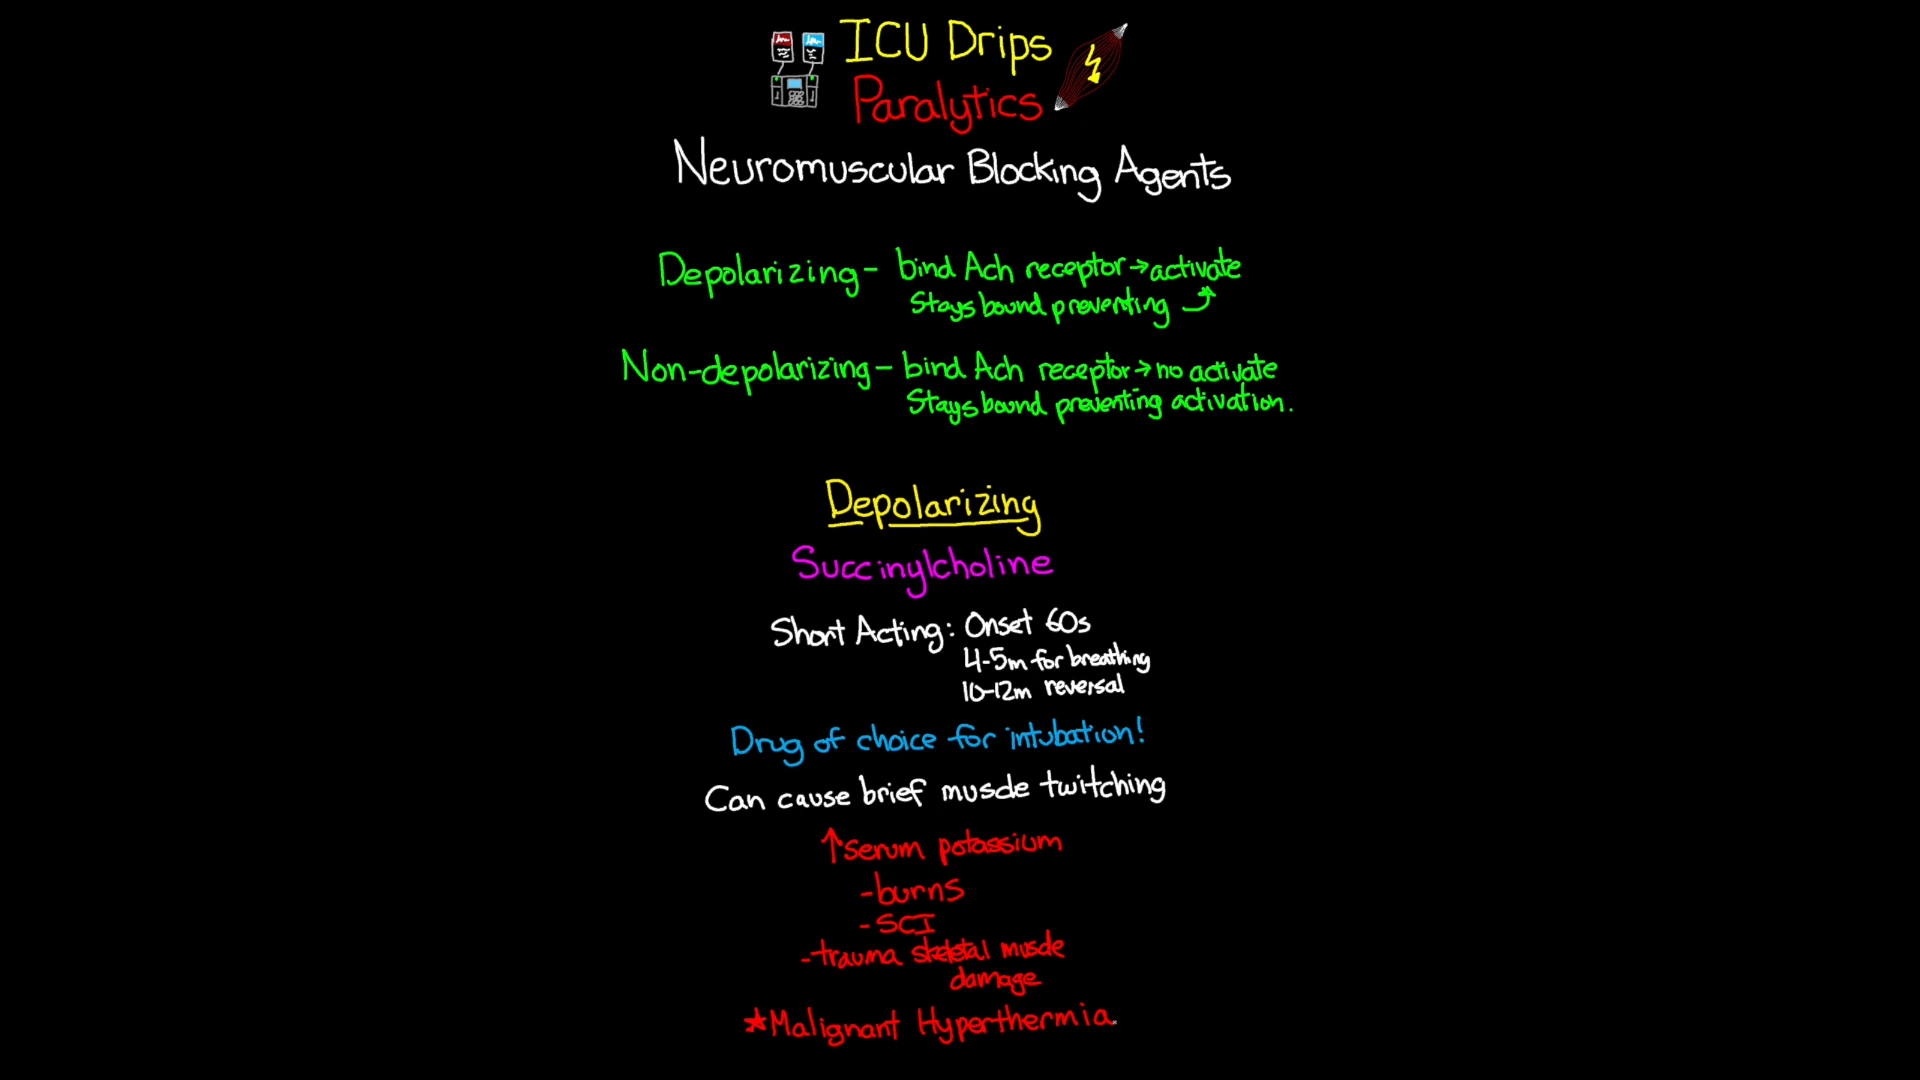 ICU Drips
Paralytics
Neuromuscular Blocking Agents
Depolarizing - bind Ach receptor → activate
Stays bound preventing
Non-depolarizing - bind Ach receptor → no activate
Stays bound preventing activation.
Depolarizing
Succinylcholine
Short Acting: Onset 60s
4-5m for breathing
10-12m reversal
Drug of choice for intubation!
Can cause brief muscle twitching
↑serum potassium
-burns
-SCI
-trauma skeletal muscle
damage
*Malignant Hyperthermia